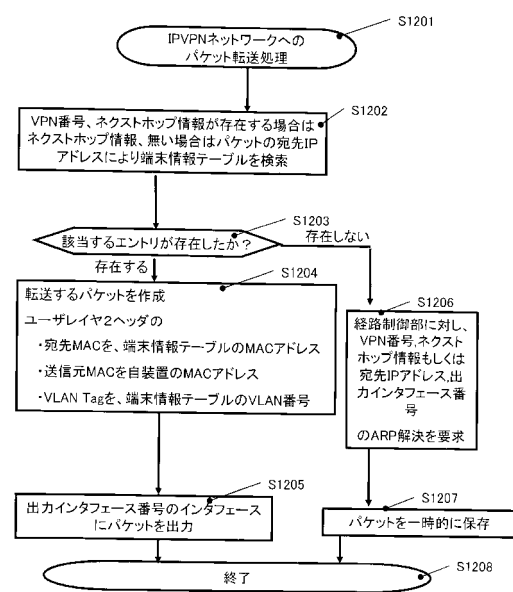 S1201
IPVPNネットワークへの
パケット転送処理
S1202
VPN番号、ネクストホップ情報が存在する場合は
ネクストホップ情報、無い場合はパケットの宛先IP
アドレスにより端末情報テーブルを検索
S1203
該当するエントリが存在したか？
存在しない
存在する
S1204
転送するパケットを作成
ユーザレイヤ2ヘッダの
・宛先MACを、端末情報テーブルのMACアドレス
・送信元MACを自装置のMACアドレス
・VLAN Tagを、端末情報テーブルのVLAN番号
S1206
経路制御部に対し、
VPN番号,ネクスト
ホップ情報もしくは
宛先IPアドレス,出
力インタフェース番
号
のARP解決を要求
S1205
出力インタフェース番号のインタフェース
にパケットを出力
S1207
パケットを一時的に保存
終了
S1208